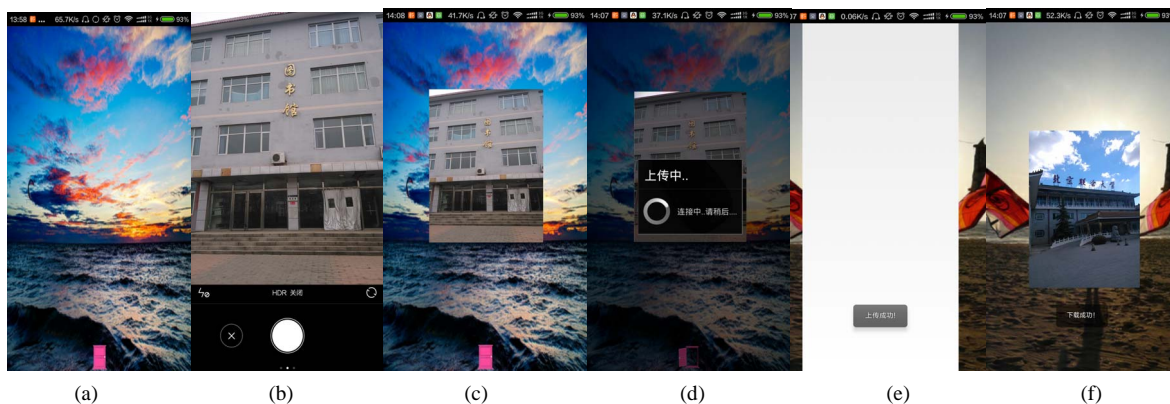 13:58 ... 65.7K/s 93%
图书馆
HDR 关闭
14:08 41.7K/s 93%
14:07 37.1K/s 93%
上传中..
连接中..请稍后....
07 0.06K/s 93%
上传成功!
14:07 52.3K/s 93
北京联合大学
下载成功!
(a) (b) (c) (d) (e) (f)